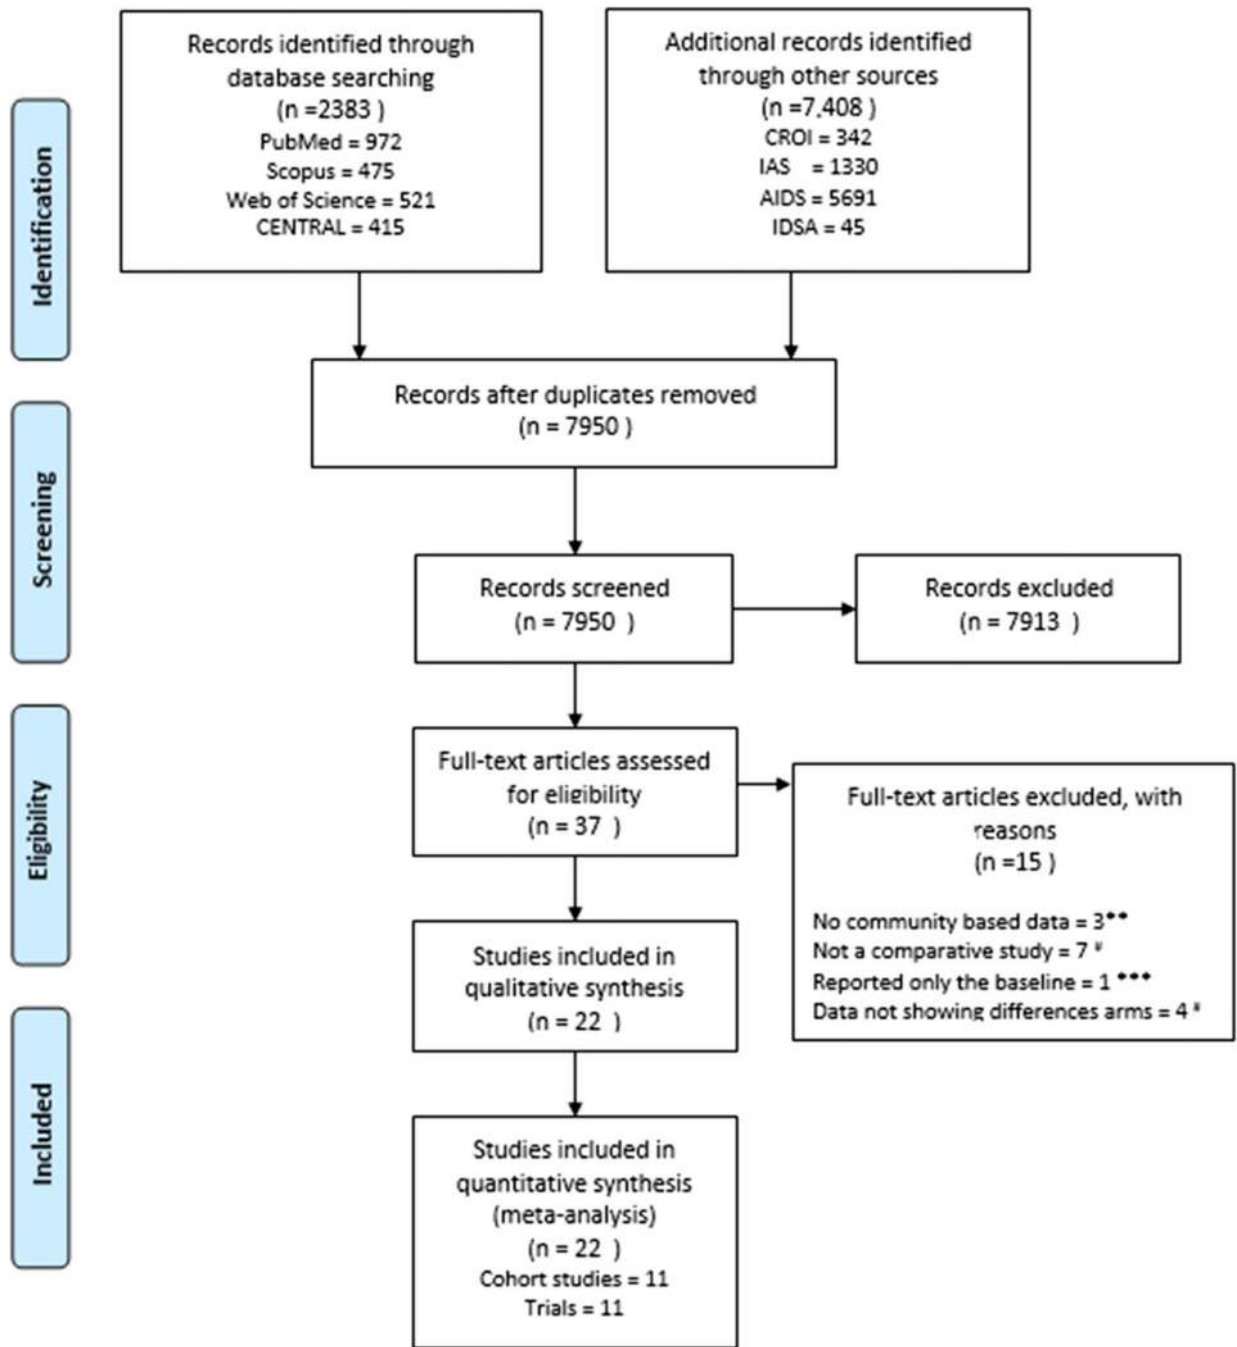 Records identified through
database searching
(n =2383 )
PubMed = 972
Scopus = 475
Web of Science = 521
CENTRAL = 415
Additional records identified
through other sources
(n =7,408 )
CROI = 342
IAS = 1330
AIDS = 5691
IDSA = 45
Identification
Records after duplicates removed
(n = 7950 )
Screening
Records screened
(n = 7950 )
Records excluded
(n = 7913 )
Eligibility
Full-text articles assessed
for eligibility
(n = 37 )
Full-text articles excluded, with
reasons
(n =15 )
No community based data = 3**
Not a comparative study = 7
Reported only the baseline = 1 ***
Data not showing differences arms = 4
Studies included in
qualitative synthesis
(n = 22 )
Included
Studies included in
quantitative synthesis
(meta-analysis)
(n = 22 )
Cohort studies = 11
Trials = 11